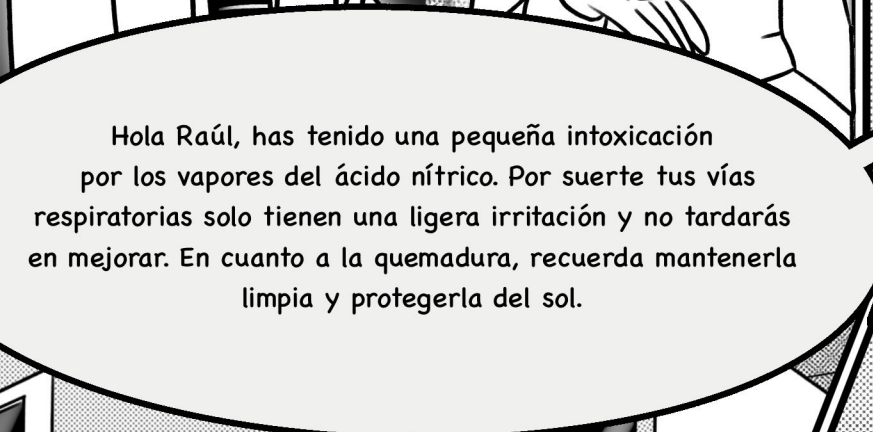 Hola Raúl, has tenido una pequeña intoxicación
por los vapores del ácido nítrico. Por suerte tus vías
respiratorias solo tienen una ligera irritación y no tardarás
en mejorar. En cuanto a la quemadura, recuerda mantenerla
limpia y protegerla del sol.